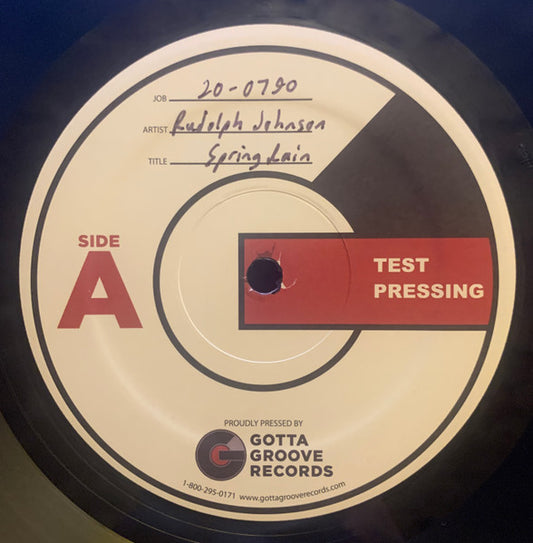 JOB 20-0790
ARTIST Rudolph Johnson
TITLE Spring Rain
SIDE
A
TEST
PRESSING
PROUDLY PRESSED BY
GOTTA
GROOVE
RECORDS
1-800-295-0171 www.gottagrooverecords.com